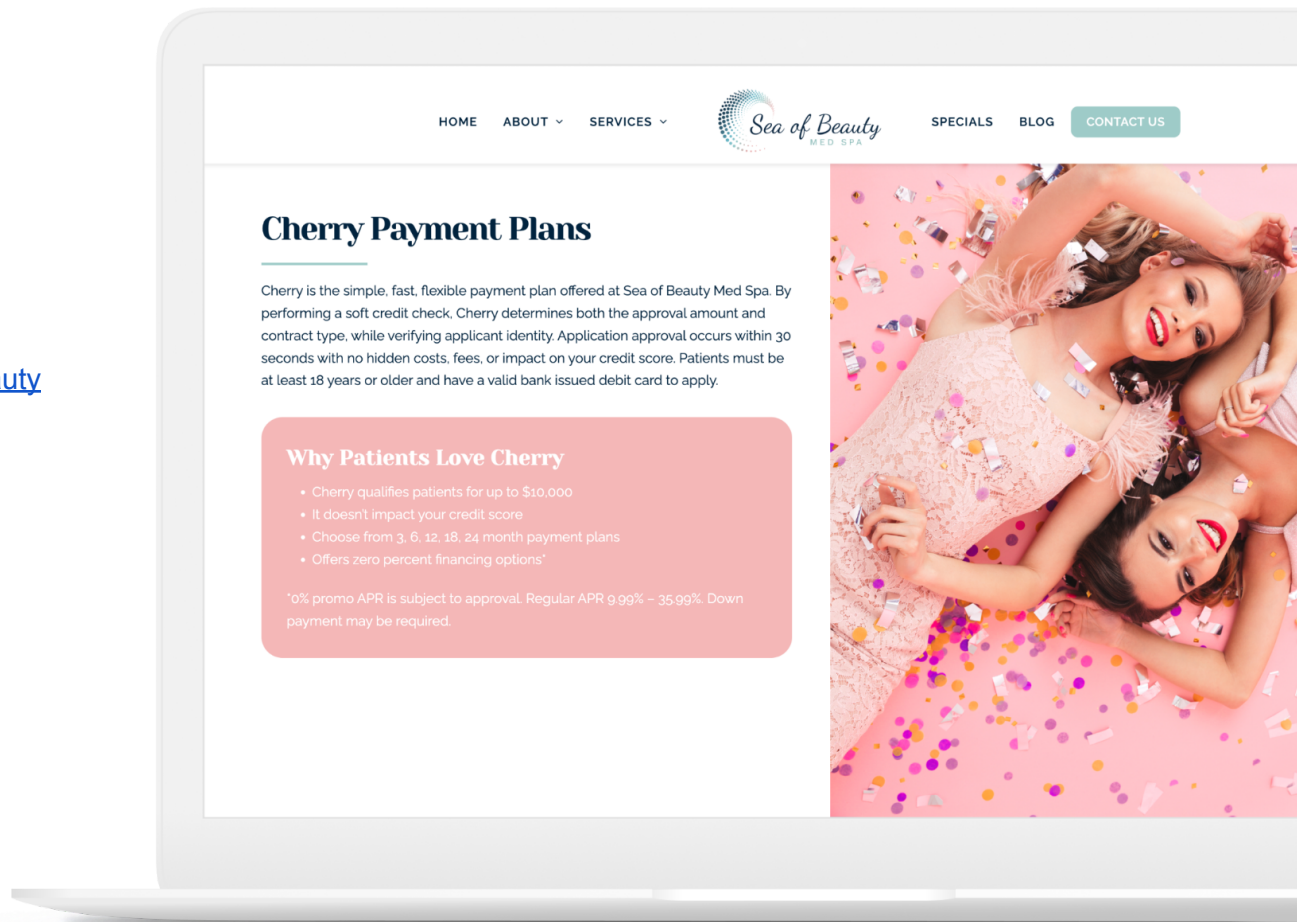 HOME ABOUT SERVICES Sea of Beauty MED SPA SPECIALS BLOG CONTACT US
Cherry Payment Plans
Cherry is the simple, fast, flexible payment plan offered at Sea of Beauty Med Spa. By
performing a soft credit check, Cherry determines both the approval amount and
contract type, while verifying applicant identity. Application approval occurs within 30
seconds with no hidden costs, fees, or impact on your credit score. Patients must be
at least 18 years or older and have a valid bank issued debit card to apply.
uty
Why Patients Love Cherry
• Cherry qualifies patients for up to $10,000
• It doesn't impact your credit score
• Choose from 3, 6, 12, 18, 24 month payment plans
• Offers zero percent financing options*
*0% promo APR is subject to approval. Regular APR 9.99% – 35.99%. Down
payment may be required.